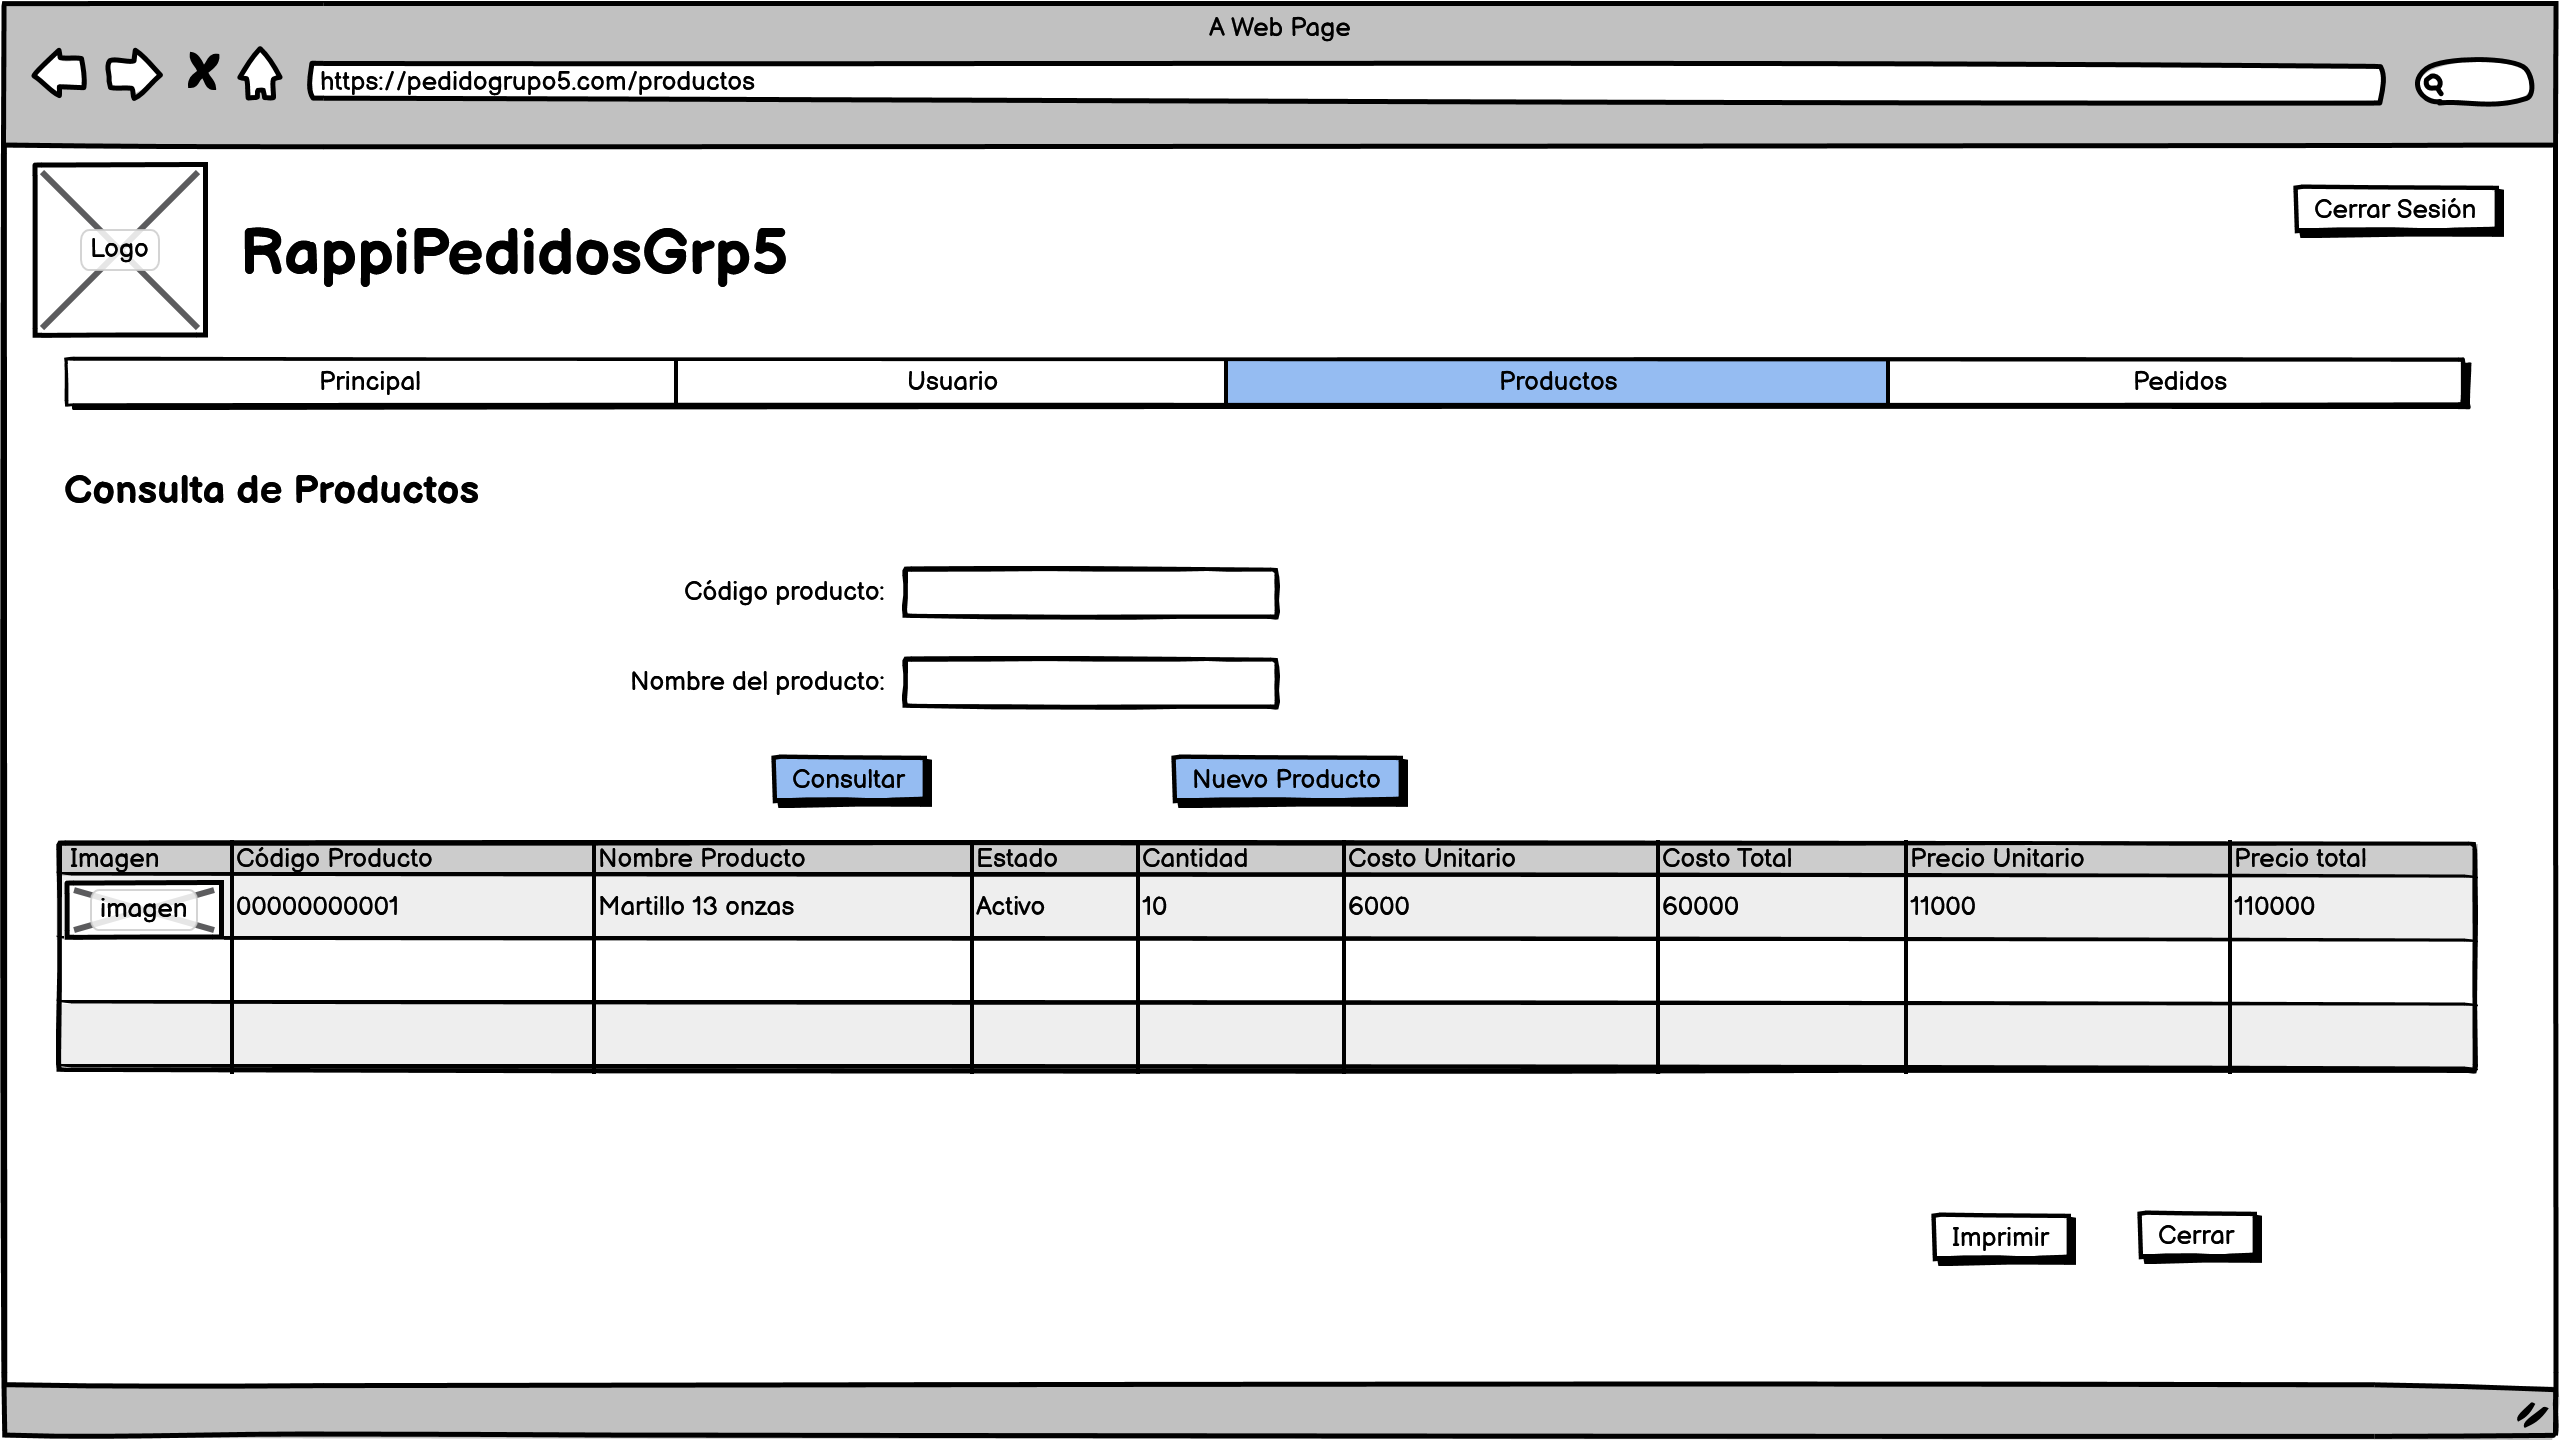 A Web Page
https://pedidogrupo5.com/productos
Logo
RappiPedidosGrp5
Cerrar Sesión
Principal Usuario Productos Pedidos
Consulta de Productos
Código producto:
Nombre del producto:
Consultar Nuevo Producto
Imagen Código Producto Nombre Producto Estado Cantidad Costo Unitario Costo Total Precio Unitario Precio total
imagen 00000000001 Martillo 13 onzas Activo 10 6000 60000 11000 110000
Imprimir Cerrar